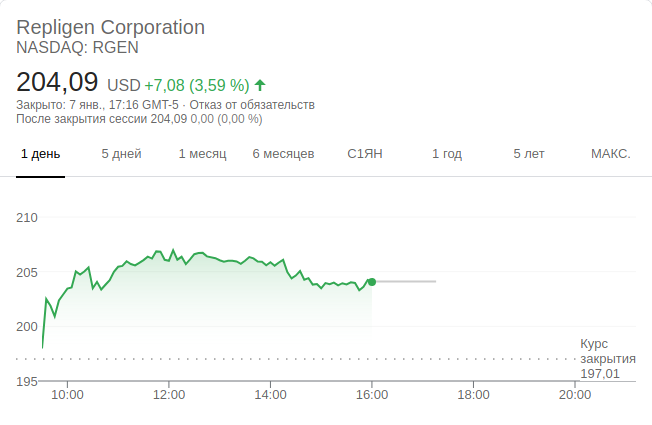 Repligen Corporation
NASDAQ: RGEN
204,09 USD +7,08 (3,59 %)
Закрыто: 7 янв., 17:16 GMT-5 · Отказ от обязательств
После закрытия сессии 204,09 0,00 (0,00 %)
1 день 5 дней 1 месяц 6 месяцев С1ЯН 1 год 5 лет МАКС.
210
205
200
Курс
закрытия
197,01
195
10:00 12:00 14:00 16:00 18:00 20:00